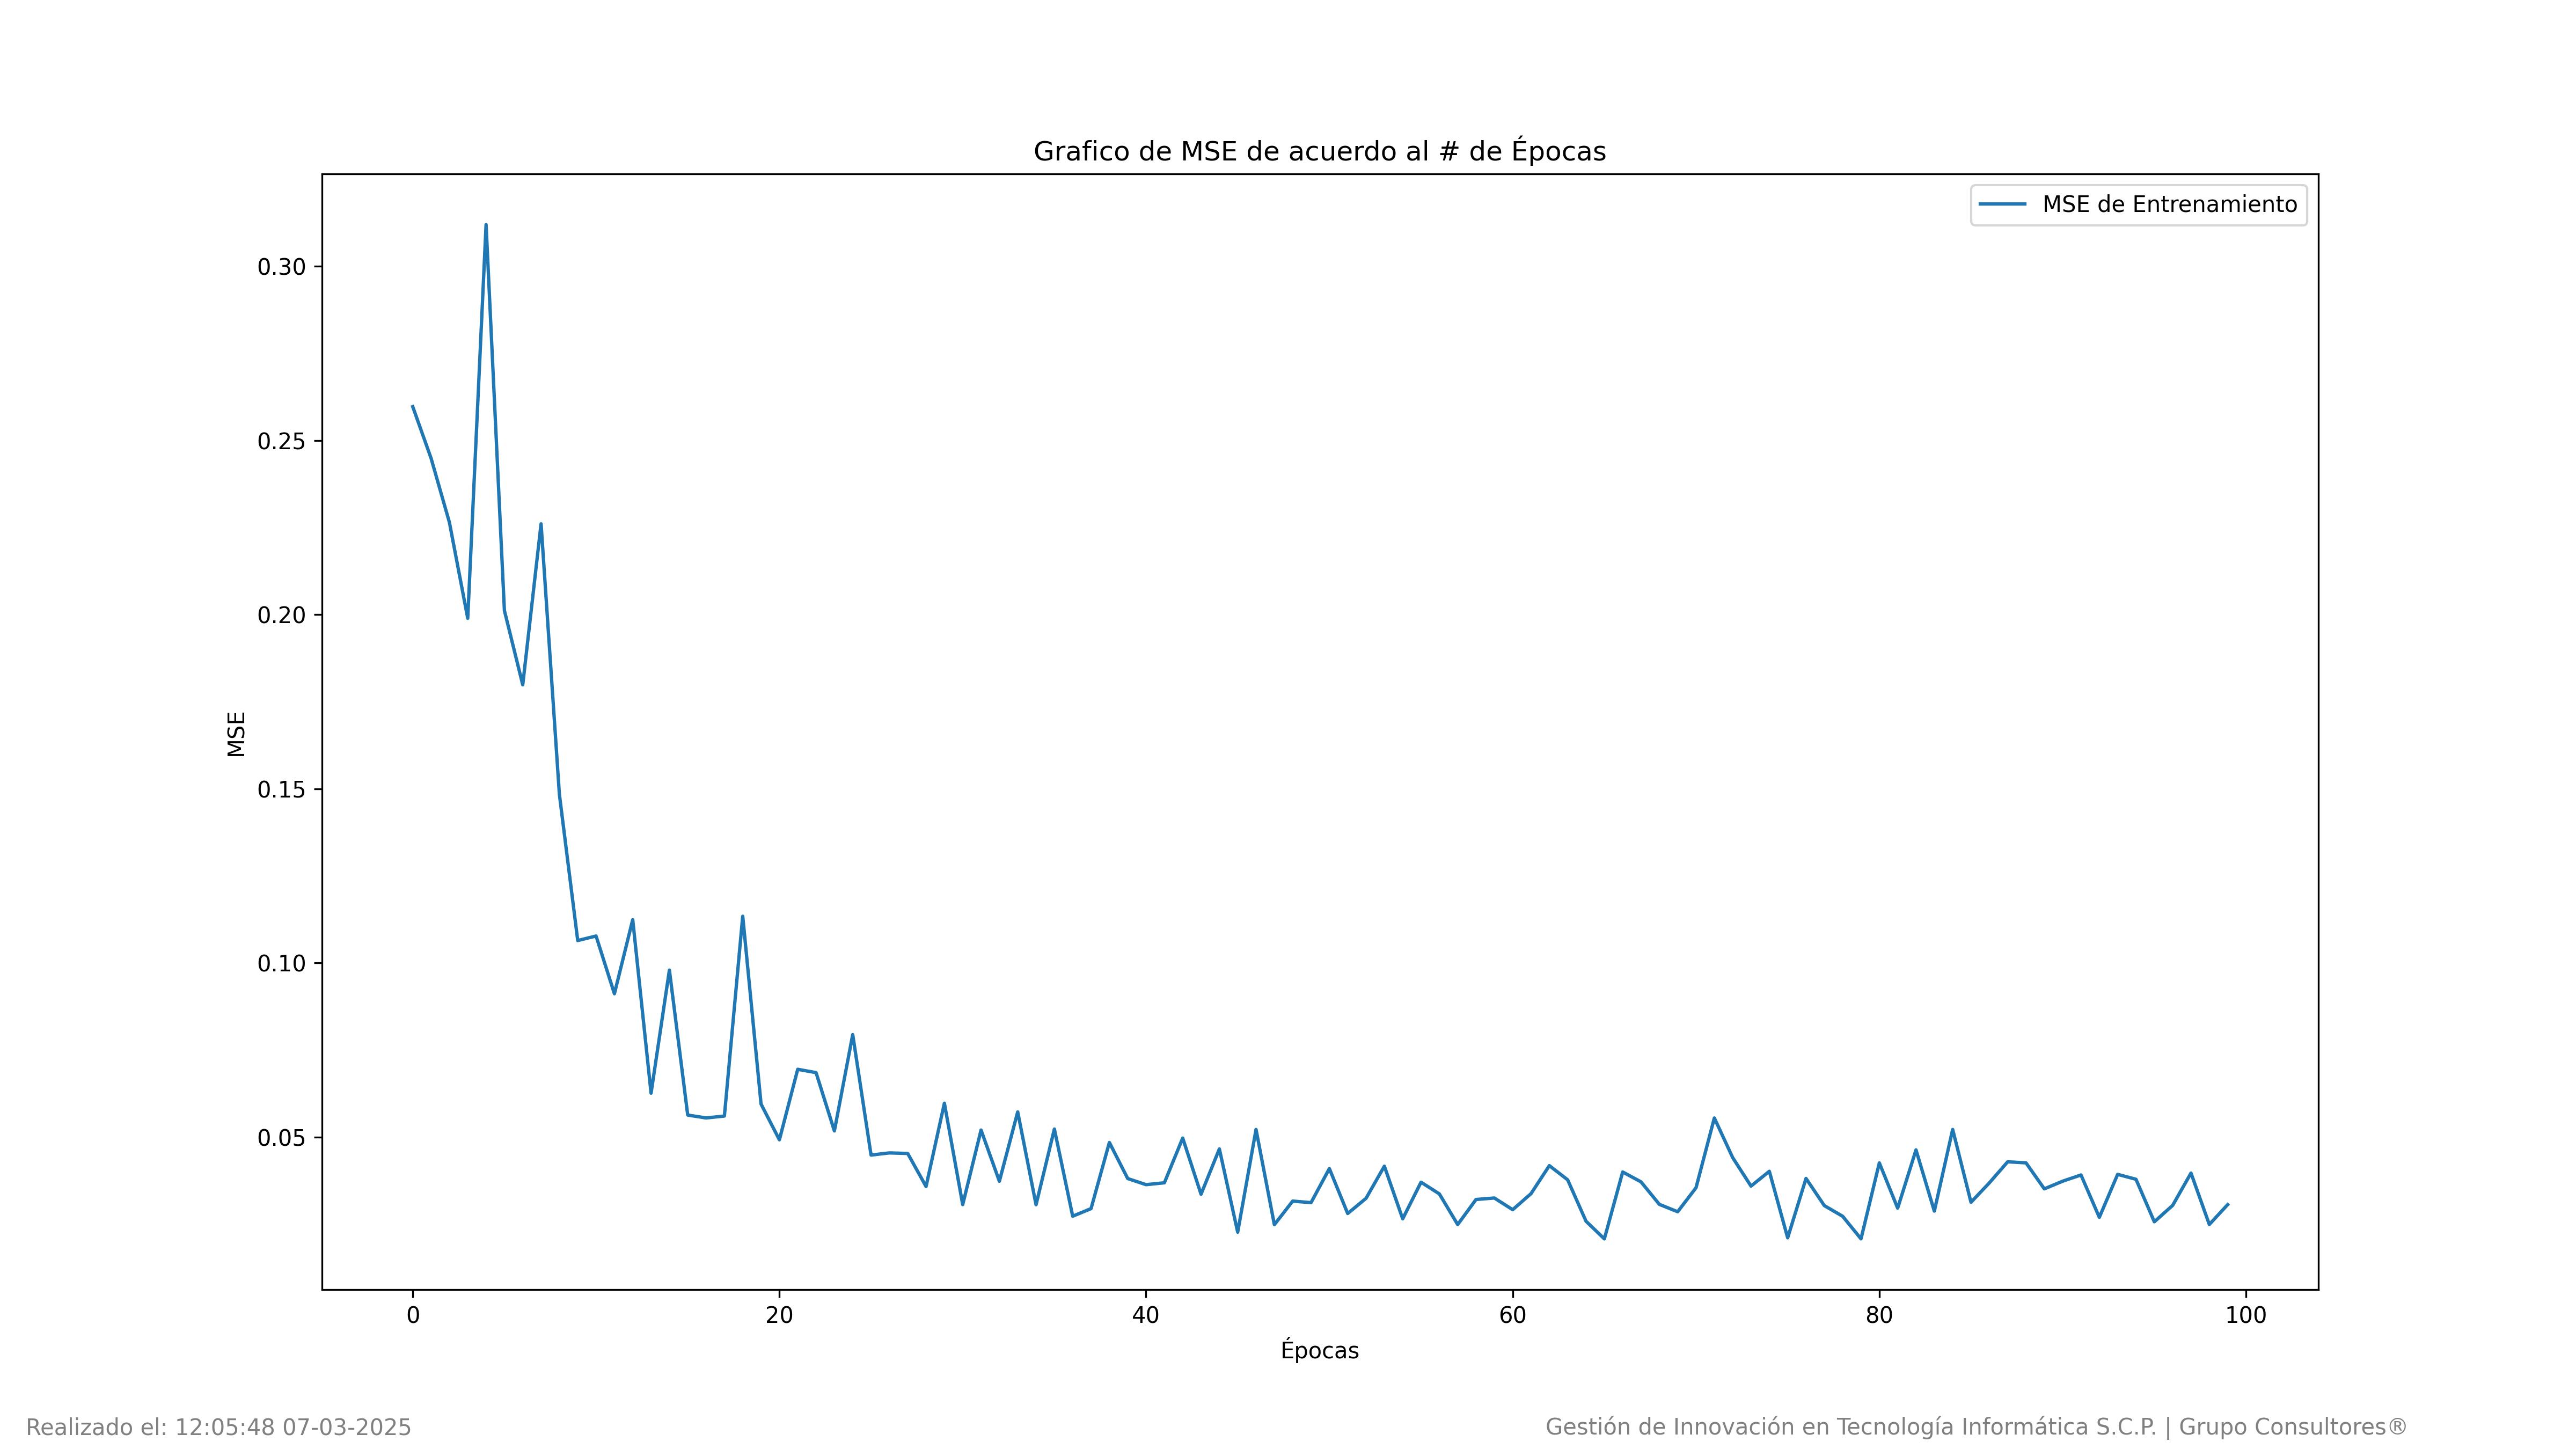 Grafico de MSE de acuerdo al # de Épocas
MSE de Entrenamiento
0.30
0.25
0.20
0.15
0.10
0.05
MSE
0 20 40 60 80 100
Épocas
Realizado el: 12:05:48 07-03-2025
Gestión de Innovación en Tecnología Informática S.C.P. | Grupo Consultores®